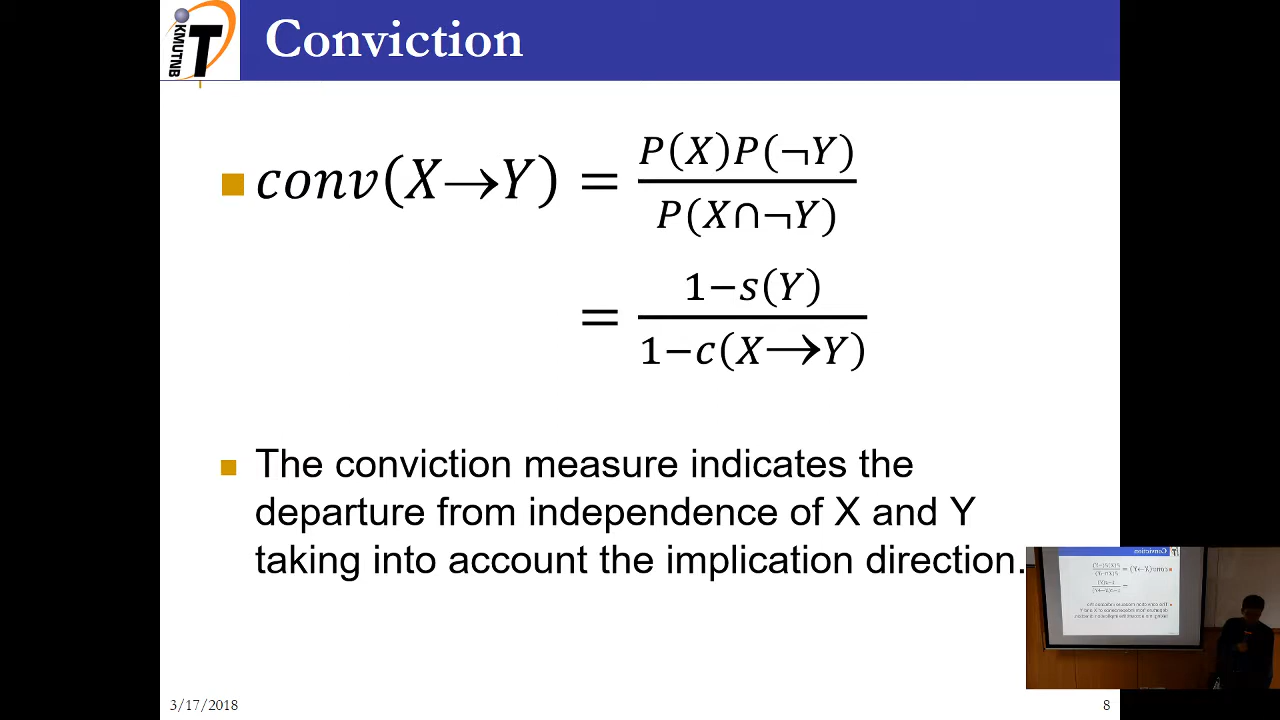 KMUTNB
T
Conviction
conv(X→Y) = P(X)P(¬Y) / P(X∩¬Y)
= 1−s(Y) / 1−c(X→Y)
The conviction measure indicates the
departure from independence of X and Y
taking into account the implication direction.
3/17/2018
8
Conviction